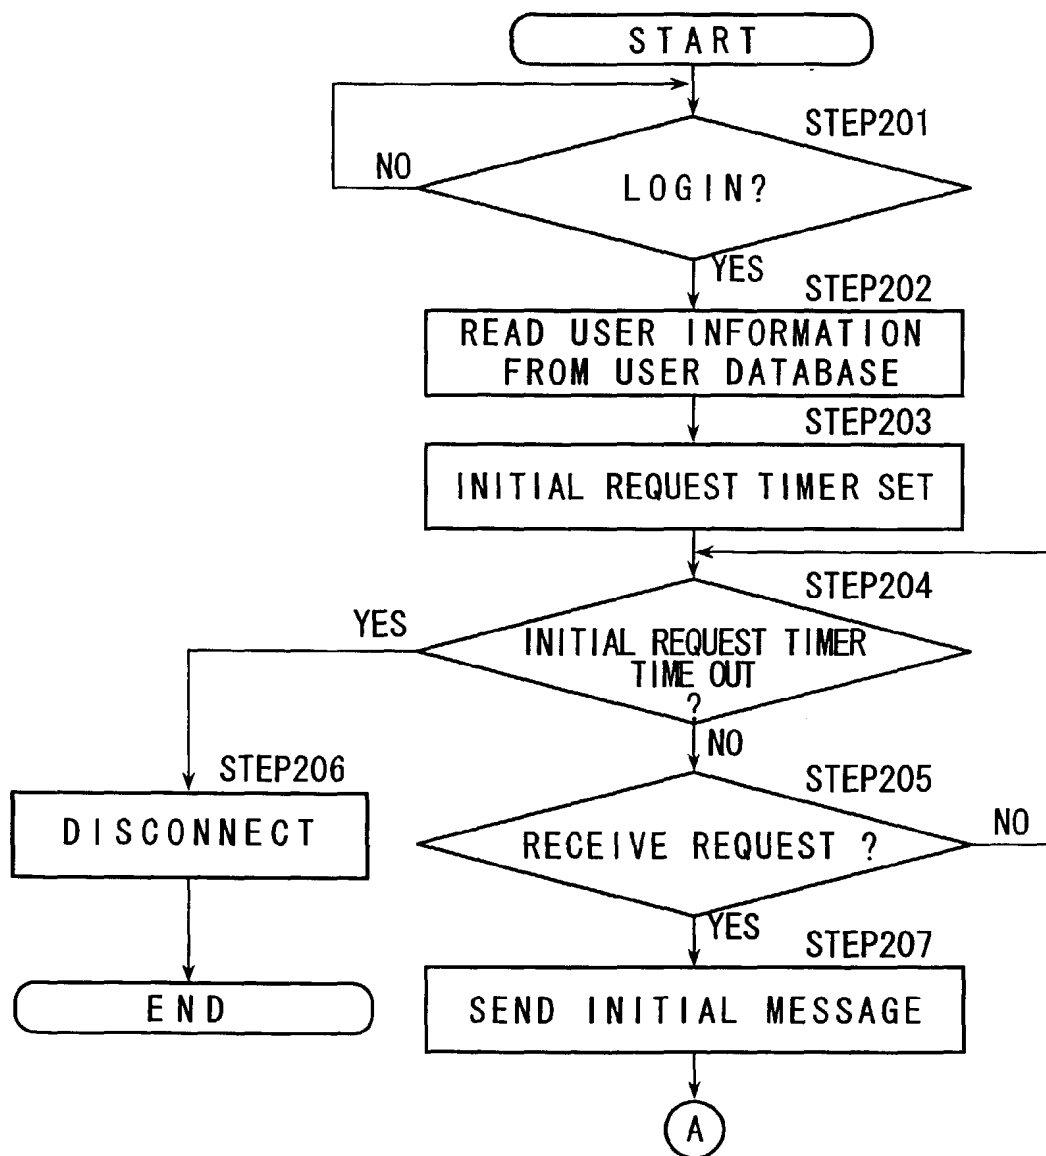 START
STEP201
NO
LOGIN?
YES
STEP202
READ USER INFORMATION
FROM USER DATABASE
STEP203
INITIAL REQUEST TIMER SET
STEP204
YES
INITIAL REQUEST TIMER
TIME OUT
?
NO
STEP206
STEP205
DISCONNECT
RECEIVE REQUEST ?
NO
YES
STEP207
END
SEND INITIAL MESSAGE
A